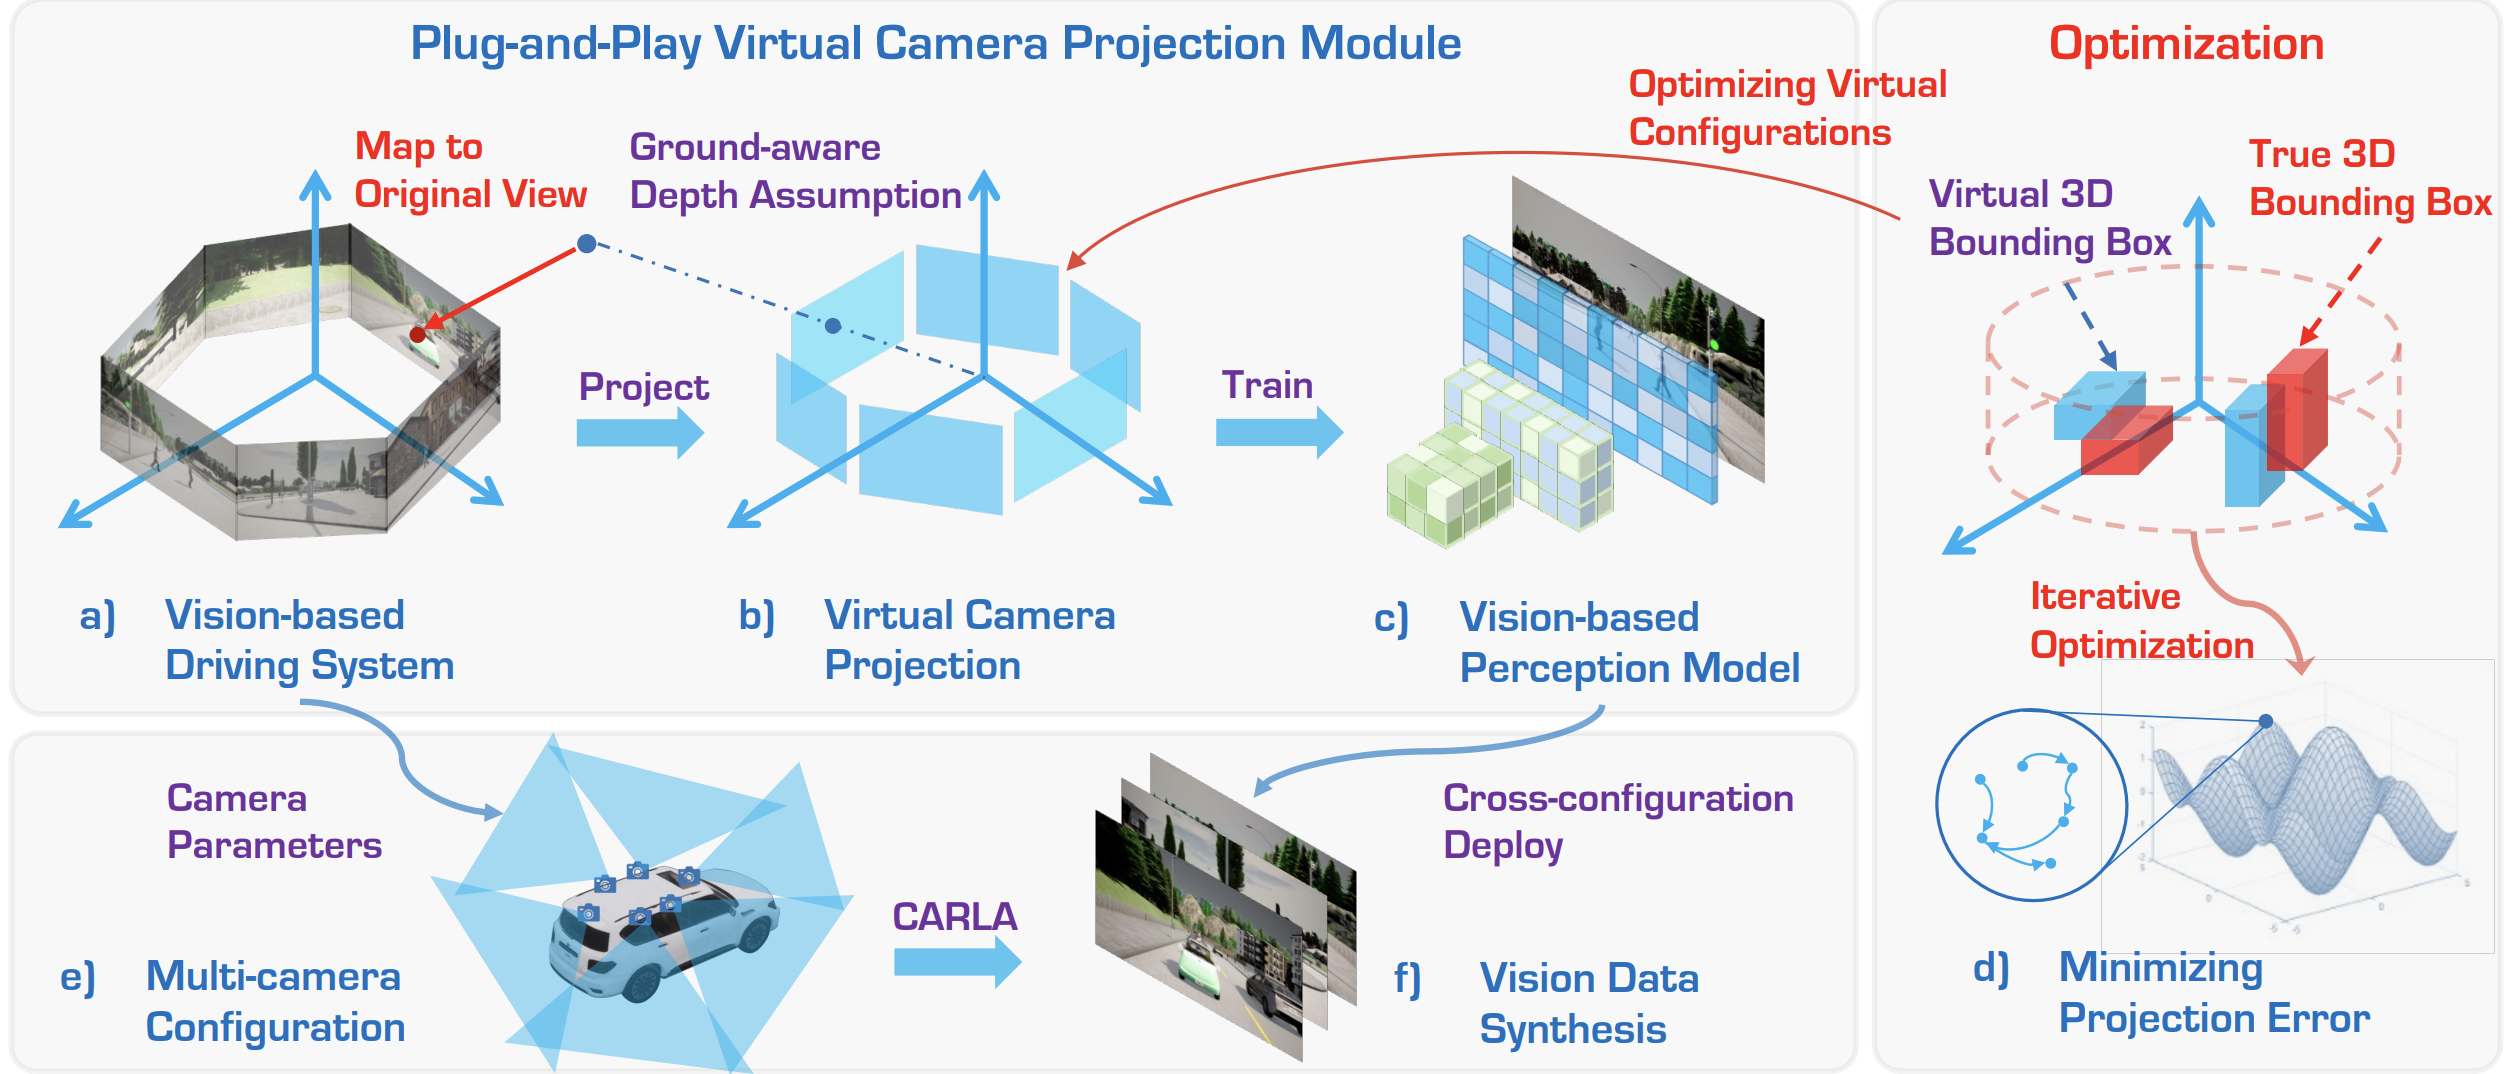 Plug-and-Play Virtual Camera Projection Module
Map to
Original View
Ground-aware
Depth Assumption
Optimizing Virtual
Configurations
Project
Train
a) Vision-based
Driving System
b) Virtual Camera
Projection
c) Vision-based
Perception Model
Camera
Parameters
e) Multi-camera
Configuration
CARLA
Cross-configuration
Deploy
f) Vision Data
Synthesis
Optimization
Virtual 3D
Bounding Box
True 3D
Bounding Box
Iterative
Optimization
d) Minimizing
Projection Error